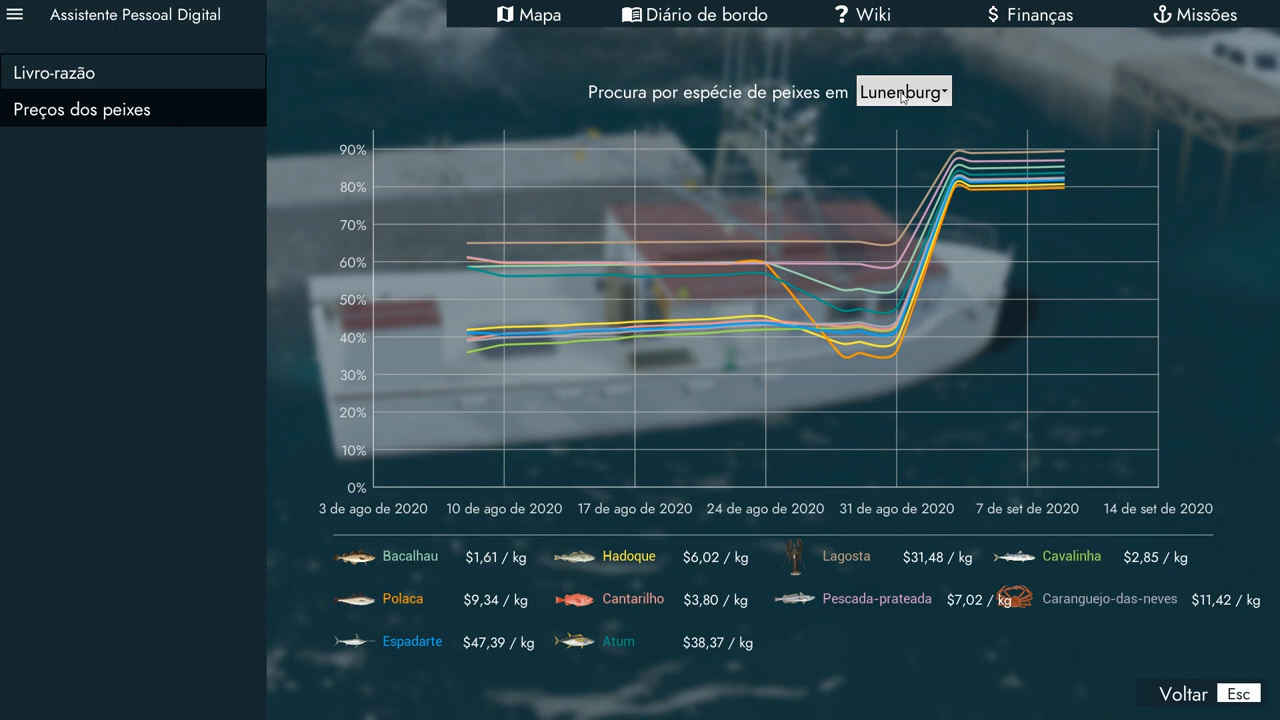 Assistente Pessoal Digital
Mapa
Diário de bordo
Wiki
Finanças
Missões
Livro-razão
Preços dos peixes
Procura por espécie de peixes em Lunenburg
90%
80%
70%
60%
50%
40%
30%
20%
10%
0%
3 de ago de 2020
10 de ago de 2020
17 de ago de 2020
24 de ago de 2020
31 de ago de 2020
7 de set de 2020
14 de set de 2020
Bacalhau $1,61 / kg
Hadoque $6,02 / kg
Lagosta $31,48 / kg
Cavalinha $2,85 / kg
Polaca $9,34 / kg
Cantarilho $3,80 / kg
Pescada-prateada $7,02 / kg
Caranguejo-das-neves $11,42 / kg
Espadarte $47,39 / kg
Atum $38,37 / kg
Voltar Esc